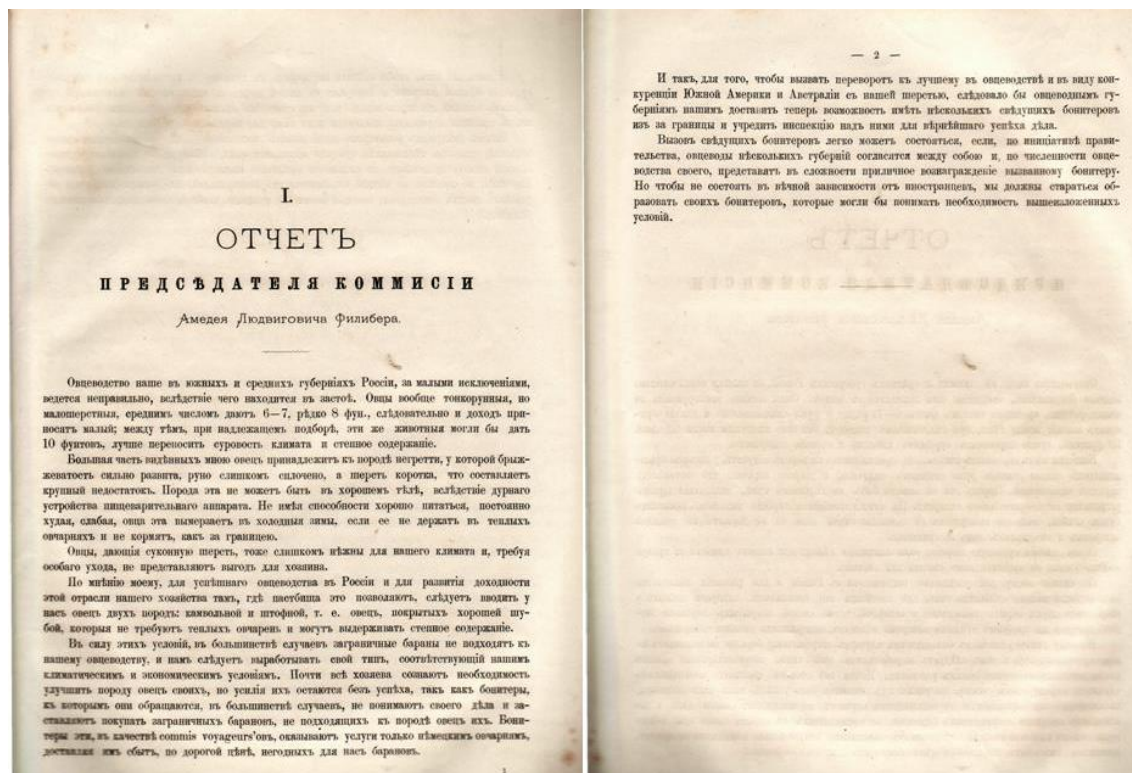 I.
ОТЧЕТЪ
ПРЕДСѢДАТЕЛЯ КОММИСІИ
Амедея Людвиговича Филибера.
Овцеводство наше въ южныхъ и среднихъ губерніяхъ Россіи, за малыми исключеніями,
ведется неправильно, вслѣдствіе чего находится въ застоѣ. Овцы вообще тонкорунныя, но
малошерстныя, среднимъ числомъ даютъ 6—7, рѣдко 8 фун., слѣдовательно и доходъ при-
носятъ малый; между тѣмъ, при надлежащемъ подборѣ, эти же животныя могли бы дать
10 фунтовъ, лучше переносить суровость климата и степное содержаніе.
Большая часть видѣнныхъ мною овецъ принадлежитъ къ породѣ негретти, у которой брыж-
жеватость сильно развита, руно слишкомъ сплочено, а шерсть коротка, что составляетъ
крупный недостатокъ. Порода эта не можетъ быть въ хорошемъ тѣлѣ, вслѣдствіе дурнаго
устройства пищеварительнаго аппарата. Не имѣя способности хорошо питаться, постоянно
худая, слабая, овца эта вымерзаетъ въ холодныя зимы, если ее не держать въ теплыхъ
овчарняхъ и не кормятъ, какъ за границею.
Овцы, дающія суконную шерсть, тоже слишкомъ нѣжны для нашего климата и, требуя
особаго ухода, не представляютъ выгодъ для хозяина.
По мнѣнію моему, для успѣшнаго овцеводства въ Россіи и для развитія доходности
этой отрасли нашего хозяйства тамъ, гдѣ пастбища это позволяютъ, слѣдуетъ вводить у
насъ овецъ двухъ породъ: камвольной и штофной, т. е. овецъ, покрытыхъ хорошей шу-
бой, которыя не требуютъ теплыхъ овчаренъ и могутъ выдерживать степное содержаніе.
Въ силу этихъ условій, въ большинствѣ случаевъ заграничные бараны не подходятъ къ
нашему овцеводству, и намъ слѣдуетъ выработывать свой типъ, соотвѣтствующій нашимъ
климатическимъ и экономическимъ условіямъ. Почти всѣ хозяева сознаютъ необходимость
улучшить породу овецъ своихъ, но усилія ихъ остаются безъ успѣха, такъ какъ бонитеры,
къ которымъ они обращаются, въ большинствѣ случаевъ, не понимаютъ своего дѣла и за-
ставляютъ покупать заграничныхъ барановъ, не подходящихъ къ породѣ овецъ ихъ. Бони-
теры эти, въ качествѣ commis voyageurs'овъ, оказываютъ услуги только нѣмецкимъ овчарнямъ,
доставляя имъ сбытъ, по дорогой цѣнѣ, негодныхъ для насъ барановъ.
1
— 2 —
И такъ, для того, чтобы вызвать переворотъ къ лучшему въ овцеводствѣ и въ виду кон-
куренціи Южной Америки и Австраліи съ нашей шерстью, слѣдовало бы овцеводнымъ гу-
берніямъ нашимъ доставить теперь возможность имѣть нѣсколькихъ свѣдущихъ бонитеровъ
изъ за границы и учредить инспекцію надъ ними для вѣрнѣйшаго успѣха дѣла.
Вызовъ свѣдущихъ бонитеровъ легко можетъ состояться, если, по иниціативѣ прави-
тельства, овцеводы нѣсколькихъ губерній согласятся между собою и, по численности овце-
водства своего, представятъ въ сложности приличное вознагражденіе вызванному бонитеру.
Но чтобы не состоять въ вѣчной зависимости отъ иностранцевъ, мы должны стараться об-
разовать своихъ бонитеровъ, которые могли бы понимать необходимость вышеизложенныхъ
условій.